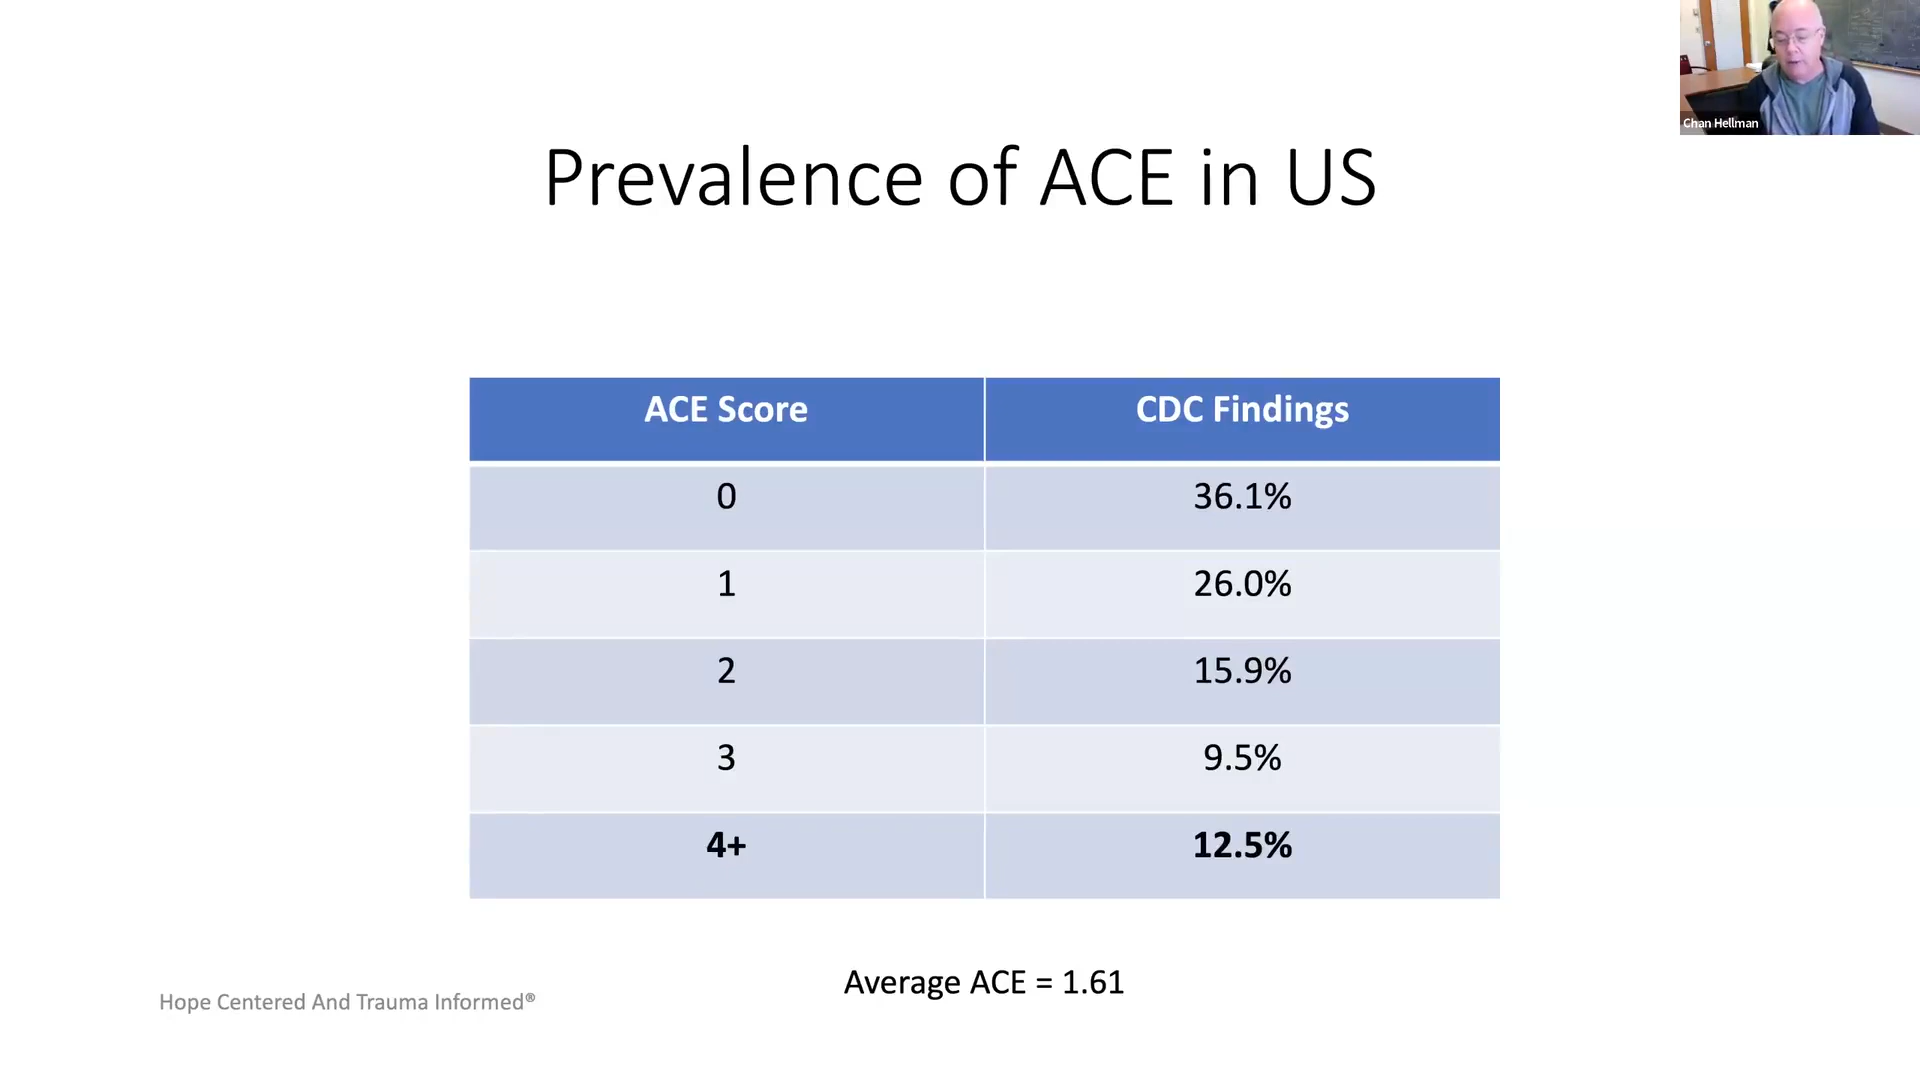 Chan Hellman
Prevalence of ACE in US
ACE Score CDC Findings
0 36.1%
1 26.0%
2 15.9%
3 9.5%
4+ 12.5%
Average ACE = 1.61
Hope Centered And Trauma Informed®